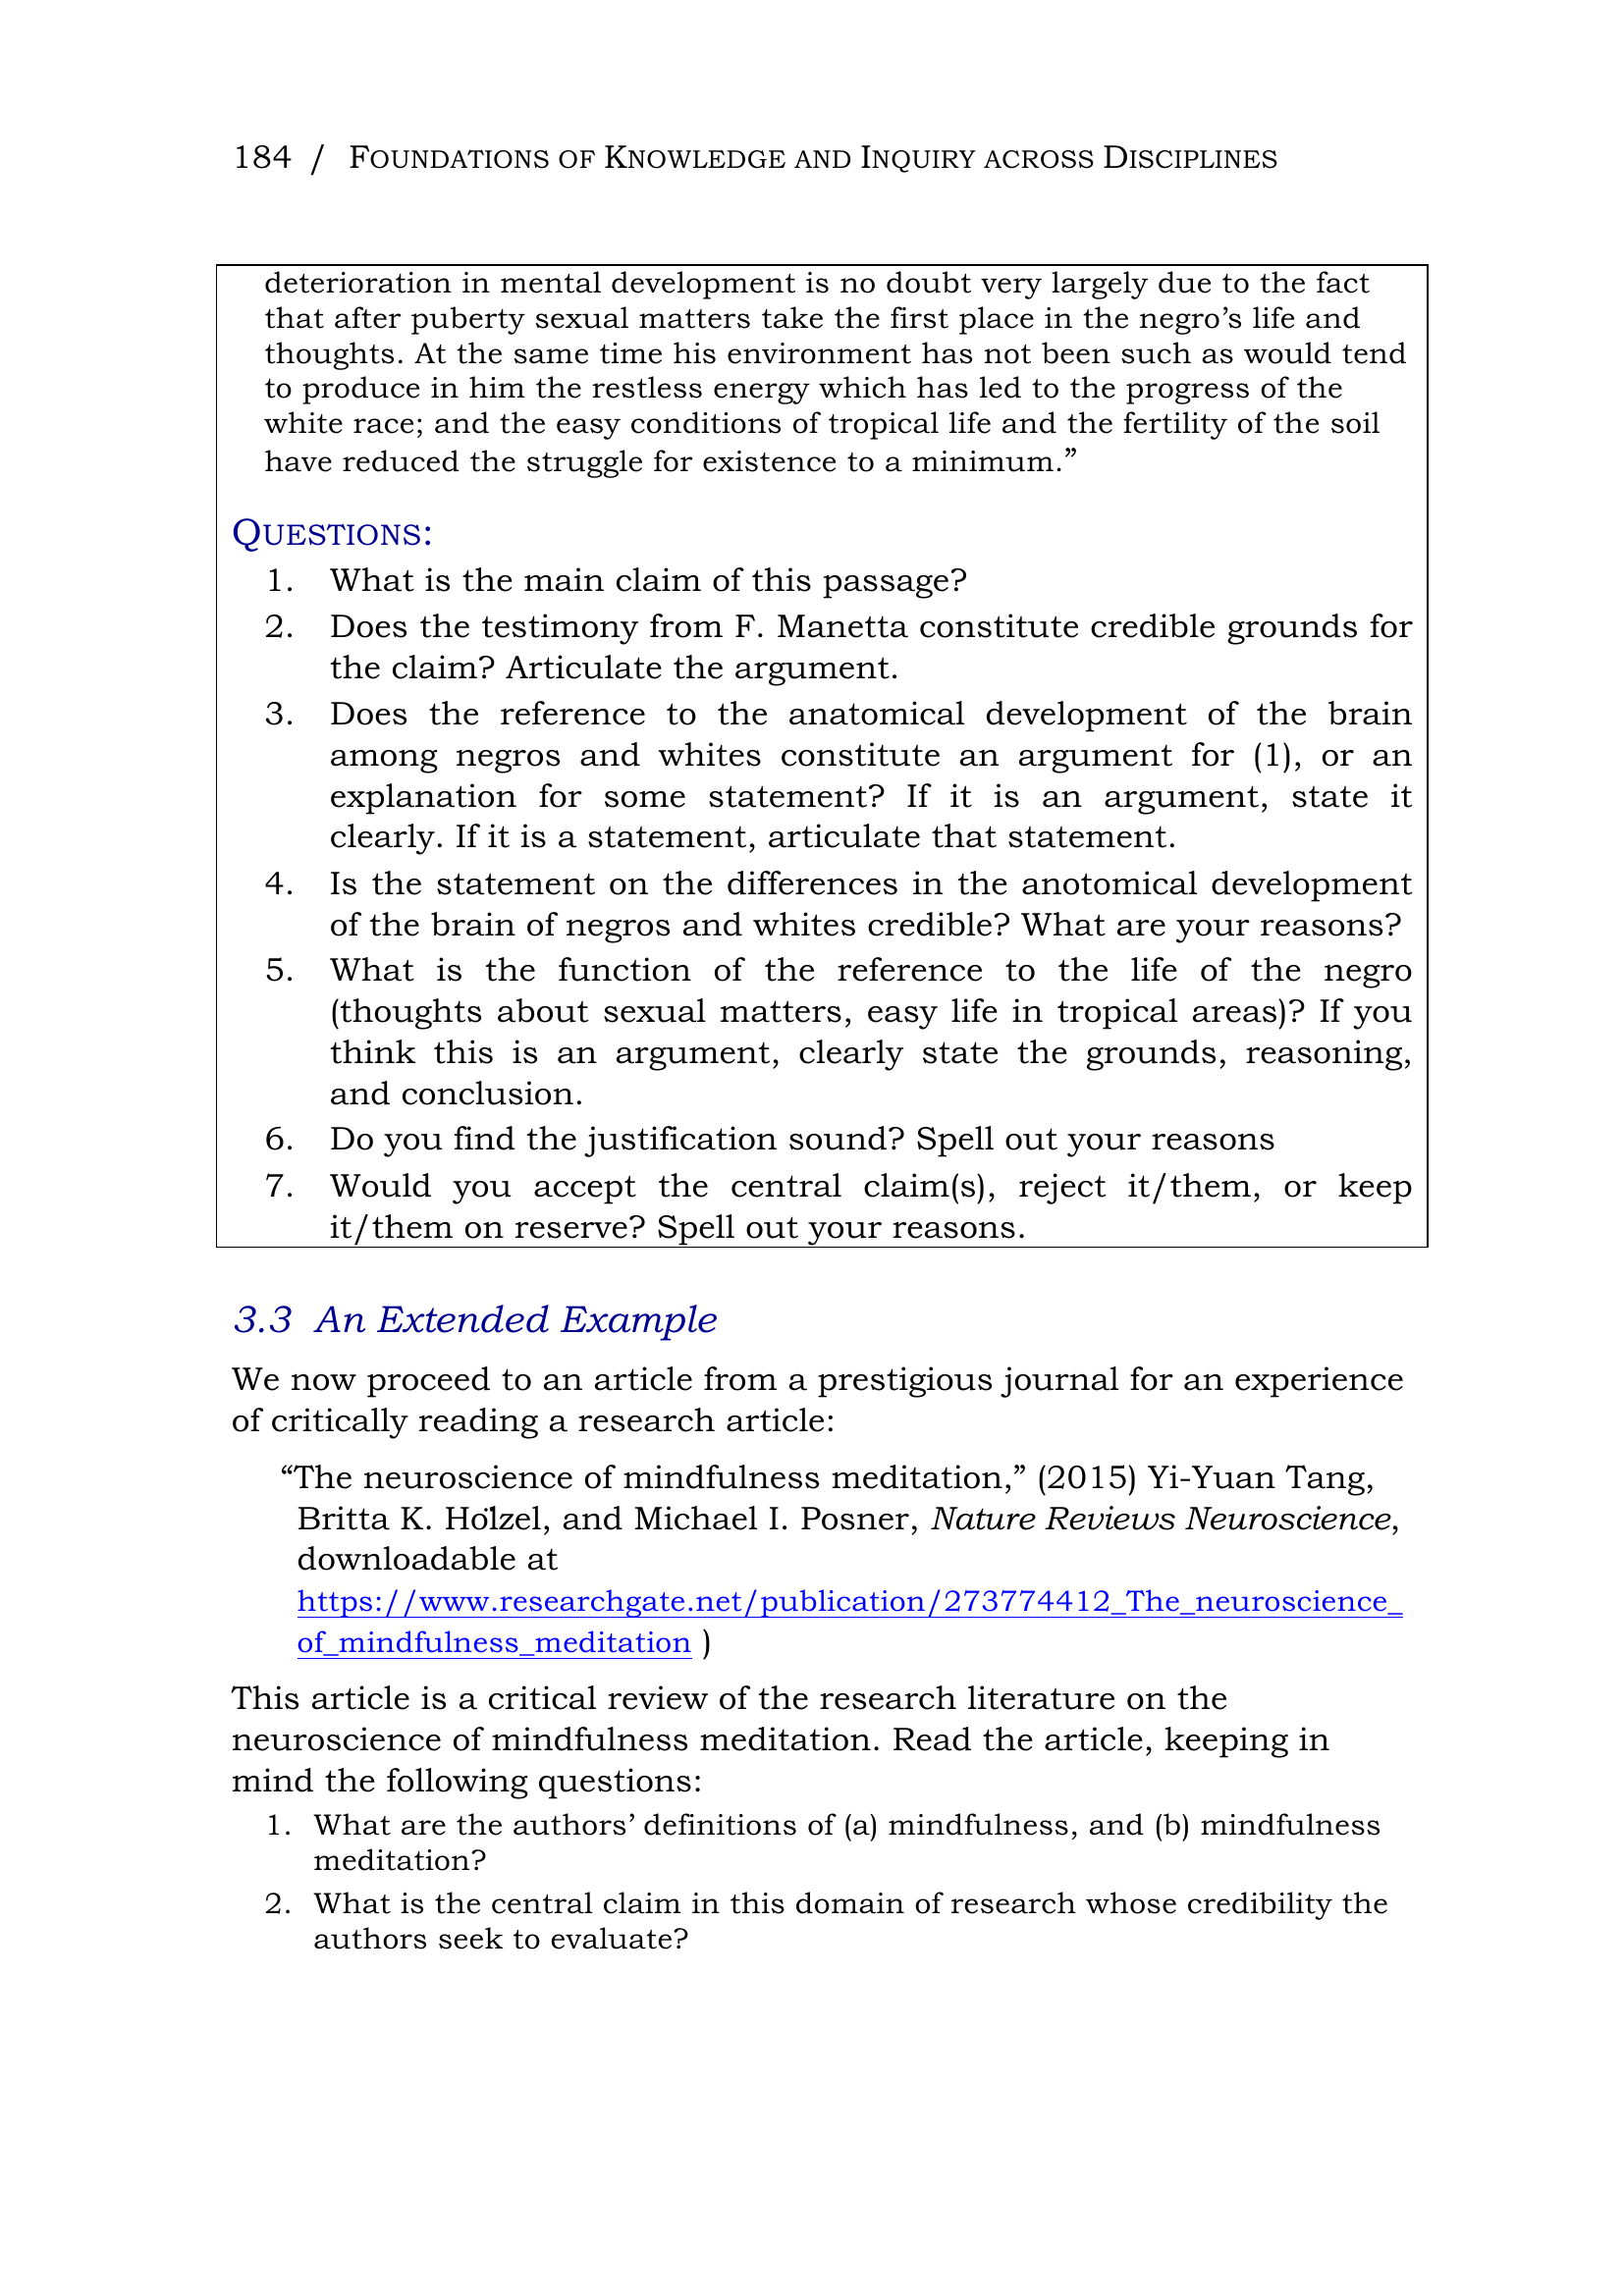 184 / FOUNDATIONS OF KNOWLEDGE AND INQUIRY ACROSS DISCIPLINES
deterioration in mental development is no doubt very largely due to the fact
that after puberty sexual matters take the first place in the negro’s life and
thoughts. At the same time his environment has not been such as would tend
to produce in him the restless energy which has led to the progress of the
white race; and the easy conditions of tropical life and the fertility of the soil
have reduced the struggle for existence to a minimum.”
QUESTIONS:
1. What is the main claim of this passage?
2. Does the testimony from F. Manetta constitute credible grounds for
the claim? Articulate the argument.
3. Does the reference to the anatomical development of the brain
among negros and whites constitute an argument for (1), or an
explanation for some statement? If it is an argument, state it
clearly. If it is a statement, articulate that statement.
4. Is the statement on the differences in the anotomical development
of the brain of negros and whites credible? What are your reasons?
5. What is the function of the reference to the life of the negro
(thoughts about sexual matters, easy life in tropical areas)? If you
think this is an argument, clearly state the grounds, reasoning,
and conclusion.
6. Do you find the justification sound? Spell out your reasons
7. Would you accept the central claim(s), reject it/them, or keep
it/them on reserve? Spell out your reasons.
3.3 An Extended Example
We now proceed to an article from a prestigious journal for an experience
of critically reading a research article:
“The neuroscience of mindfulness meditation,” (2015) Yi-Yuan Tang,
Britta K. Hölzel, and Michael I. Posner, Nature Reviews Neuroscience,
downloadable at
https://www.researchgate.net/publication/273774412_The_neuroscience_
of_mindfulness_meditation )
This article is a critical review of the research literature on the
neuroscience of mindfulness meditation. Read the article, keeping in
mind the following questions:
1. What are the authors’ definitions of (a) mindfulness, and (b) mindfulness
meditation?
2. What is the central claim in this domain of research whose credibility the
authors seek to evaluate?